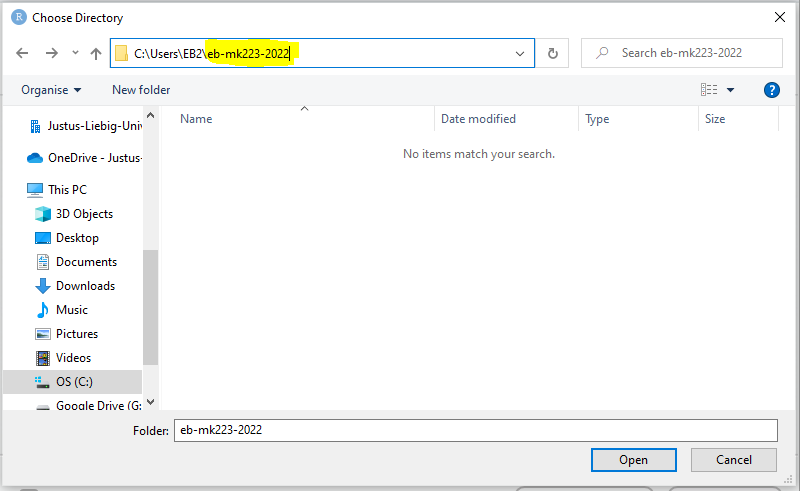 R Choose Directory
C:\Users\EB2\eb-mk223-2022
Search eb-mk223-2022
Organise New folder ?
Name Date modified Type Size
No items match your search.
Justus-Liebig-Univ
OneDrive - Justus-
This PC
3D Objects
Desktop
Documents
Downloads
Music
Pictures
Videos
OS (C:)
Google Drive (G:
Folder: eb-mk223-2022
Open Cancel